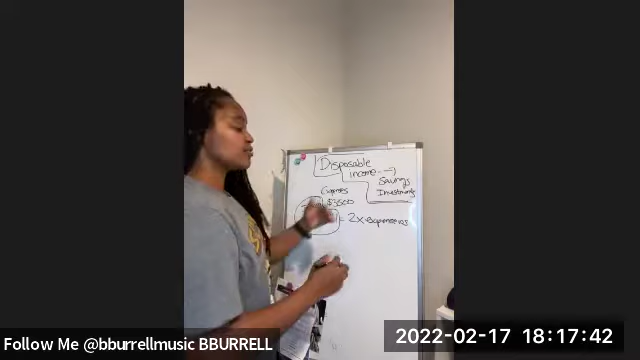 Disposable
income →
Savings
Investments
Expenses
$3500
= 2x expenses
Follow Me @bburrellmusic BBURRELL
2022-02-17 18:17:42